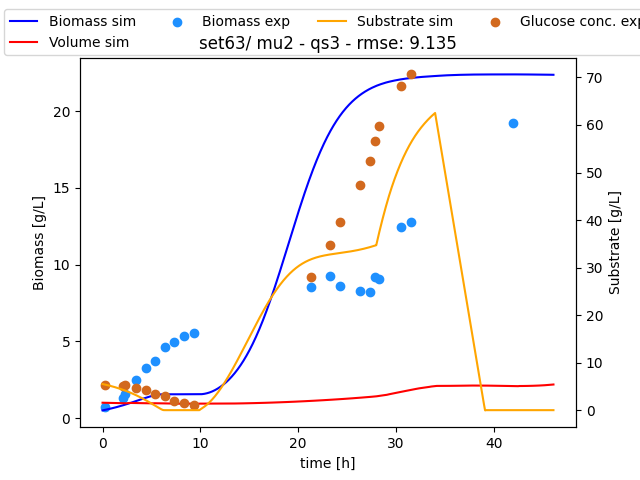 Biomass sim
Biomass exp
Substrate sim
Glucose conc. exp
Volume sim
set63/ mu2 - qs3 - rmse: 9.135
Biomass [g/L]
Substrate [g/L]
20
15
10
5
0
70
60
50
40
30
20
10
0
0
10
20
30
40
time [h]